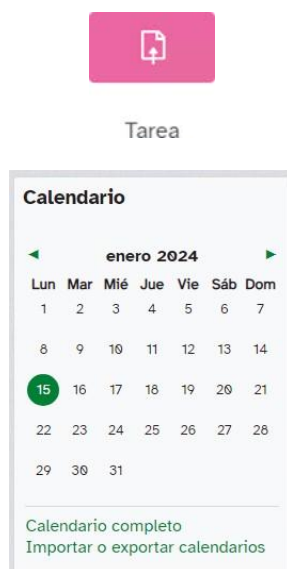 Tarea
Calendario
◄ enero 2024 ►
Lun Mar Mié Jue Vie Sáb Dom
1 2 3 4 5 6 7
8 9 10 11 12 13 14
15 16 17 18 19 20 21
22 23 24 25 26 27 28
29 30 31
Calendario completo
Importar o exportar calendarios